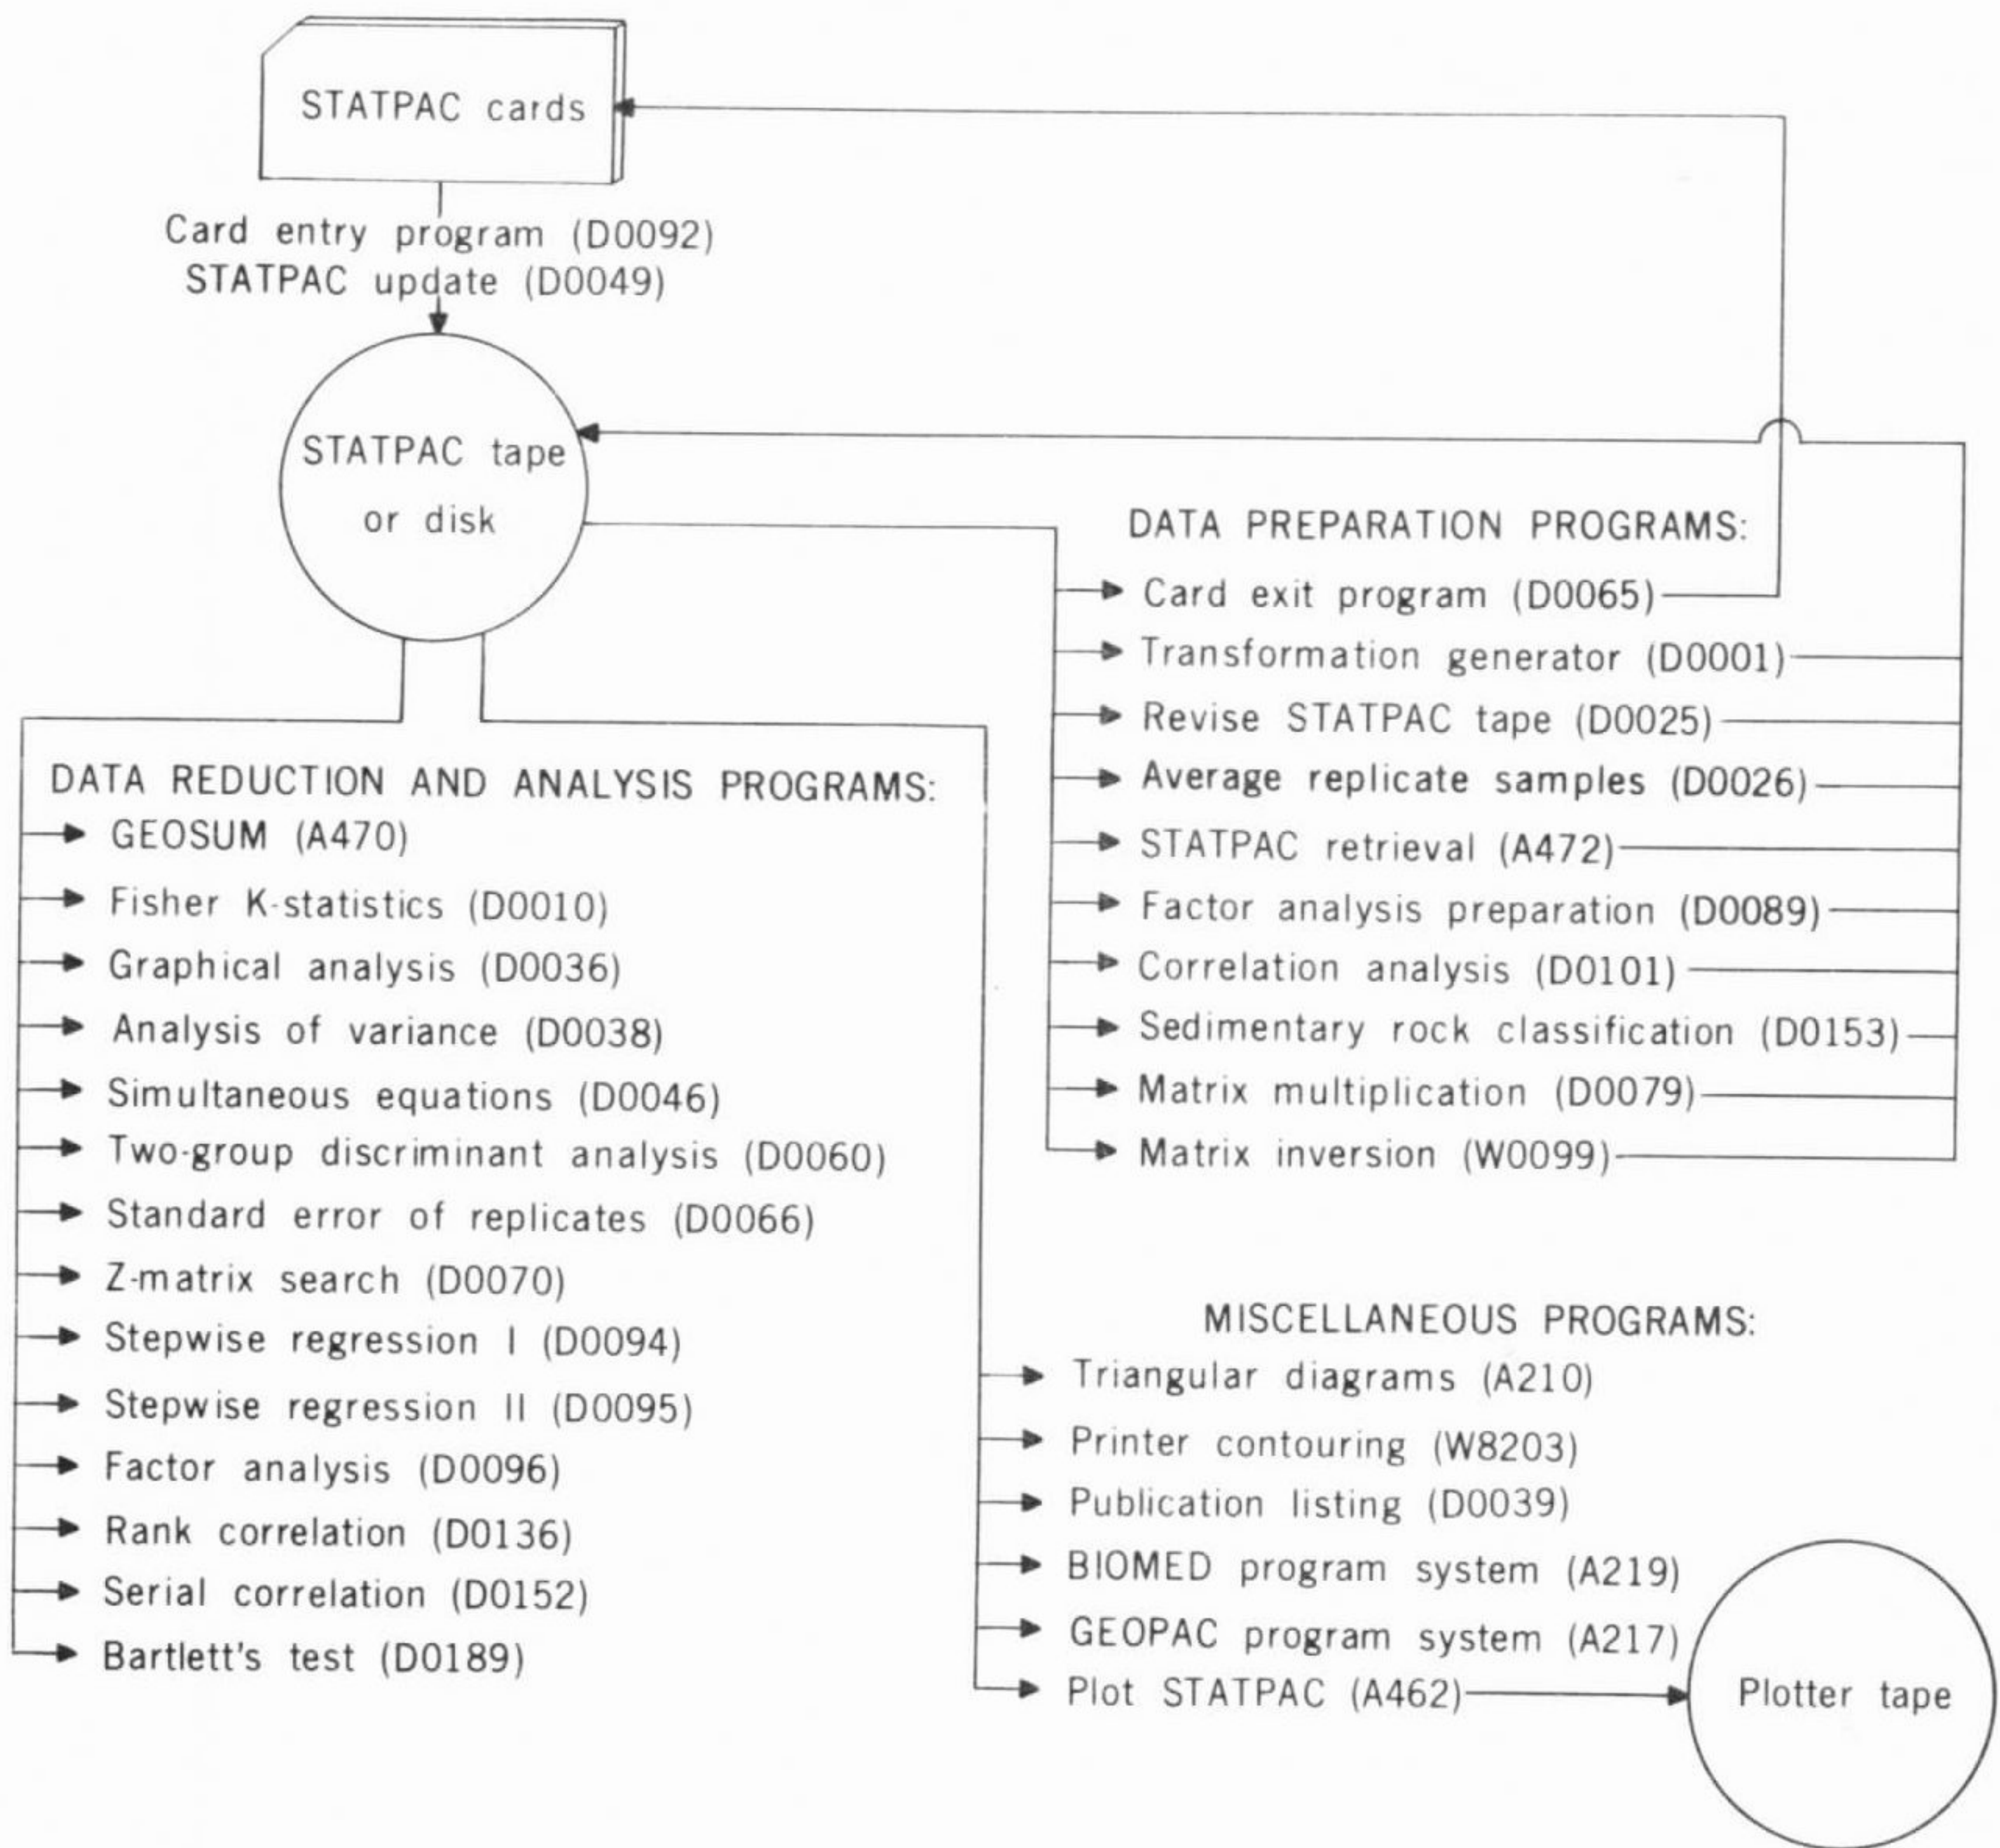 STATPAC cards
Card entry program (D0092)
STATPAC update (D0049)
STATPAC tape
or disk
DATA PREPARATION PROGRAMS:
Card exit program (D0065)
Transformation generator (D0001)
Revise STATPAC tape (D0025)
Average replicate samples (D0026)
STATPAC retrieval (A472)
Factor analysis preparation (D0089)
Correlation analysis (D0101)
Sedimentary rock classification (D0153)
Matrix multiplication (D0079)
Matrix inversion (W0099)
DATA REDUCTION AND ANALYSIS PROGRAMS:
GEOSUM (A470)
Fisher K-statistics (D0010)
Graphical analysis (D0036)
Analysis of variance (D0038)
Simultaneous equations (D0046)
Two-group discriminant analysis (D0060)
Standard error of replicates (D0066)
Z-matrix search (D0070)
Stepwise regression I (D0094)
Stepwise regression II (D0095)
Factor analysis (D0096)
Rank correlation (D0136)
Serial correlation (D0152)
Bartlett's test (D0189)
MISCELLANEOUS PROGRAMS:
Triangular diagrams (A210)
Printer contouring (W8203)
Publication listing (D0039)
BIOMED program system (A219)
GEOPAC program system (A217)
Plot STATPAC (A462)
Plotter tape